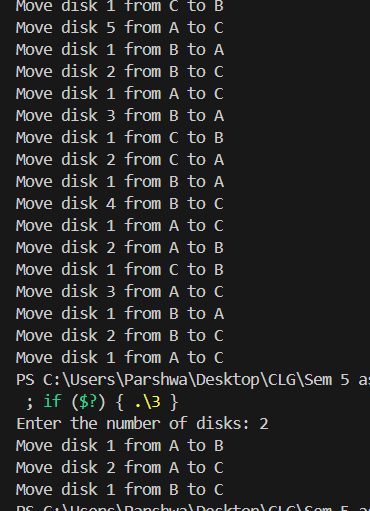 Move disk 1 from C to B
Move disk 5 from A to C
Move disk 1 from B to A
Move disk 2 from B to C
Move disk 1 from A to C
Move disk 3 from B to A
Move disk 1 from C to B
Move disk 2 from C to A
Move disk 1 from B to A
Move disk 4 from B to C
Move disk 1 from A to C
Move disk 2 from A to B
Move disk 1 from C to B
Move disk 3 from A to C
Move disk 1 from B to A
Move disk 2 from B to C
Move disk 1 from A to C
PS C:\Users\Parshwa\Desktop\CLG\Sem 5 as
; if ($?) { .\3 }
Enter the number of disks: 2
Move disk 1 from A to B
Move disk 2 from A to C
Move disk 1 from B to C
PS C:\Users\Parshwa\Desktop\CLG\Sem 5 as